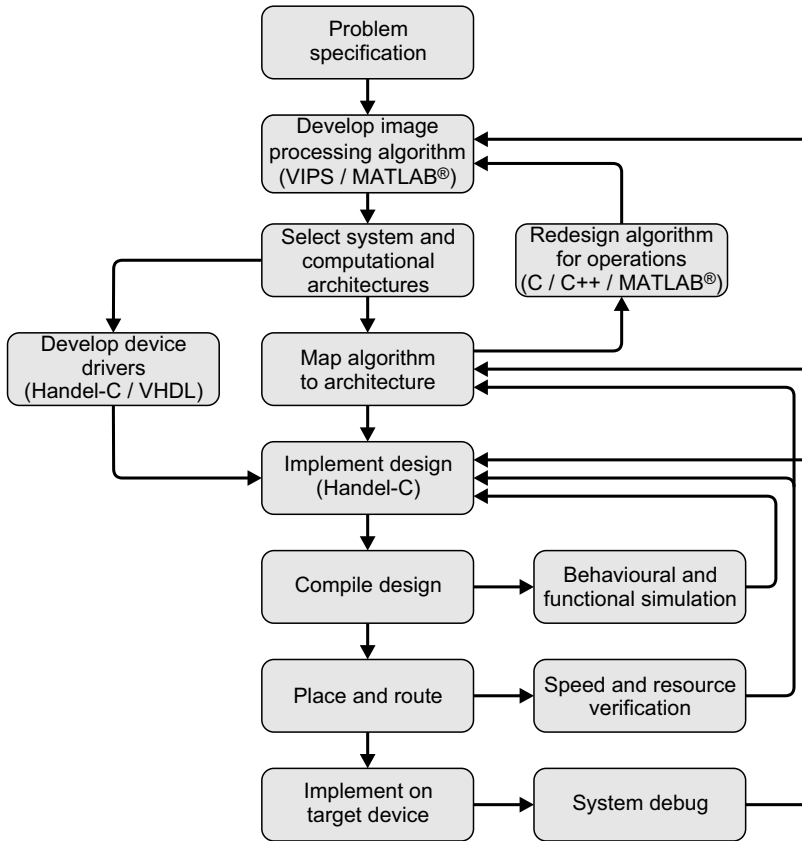 Problem
specification
Develop image
processing algorithm
(VIPS / MATLAB®)
Select system and
computational
architectures
Redesign algorithm
for operations
(C / C++ / MATLAB®)
Develop device
drivers
(Handel-C / VHDL)
Map algorithm
to architecture
Implement design
(Handel-C)
Compile design
Behavioural and
functional simulation
Place and route
Speed and resource
verification
Implement on
target device
System debug